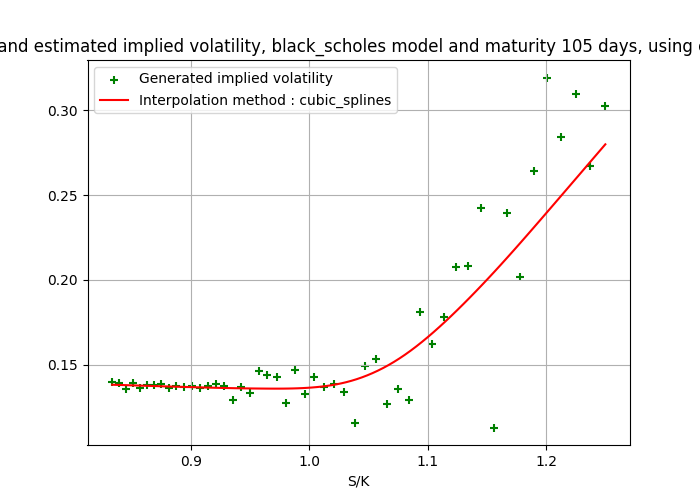 and estimated implied volatility, black_scholes model and maturity 105 days, using
Generated implied volatility
Interpolation method : cubic_splines
0.30
0.25
0.20
0.15
0.9 1.0 1.1 1.2
S/K